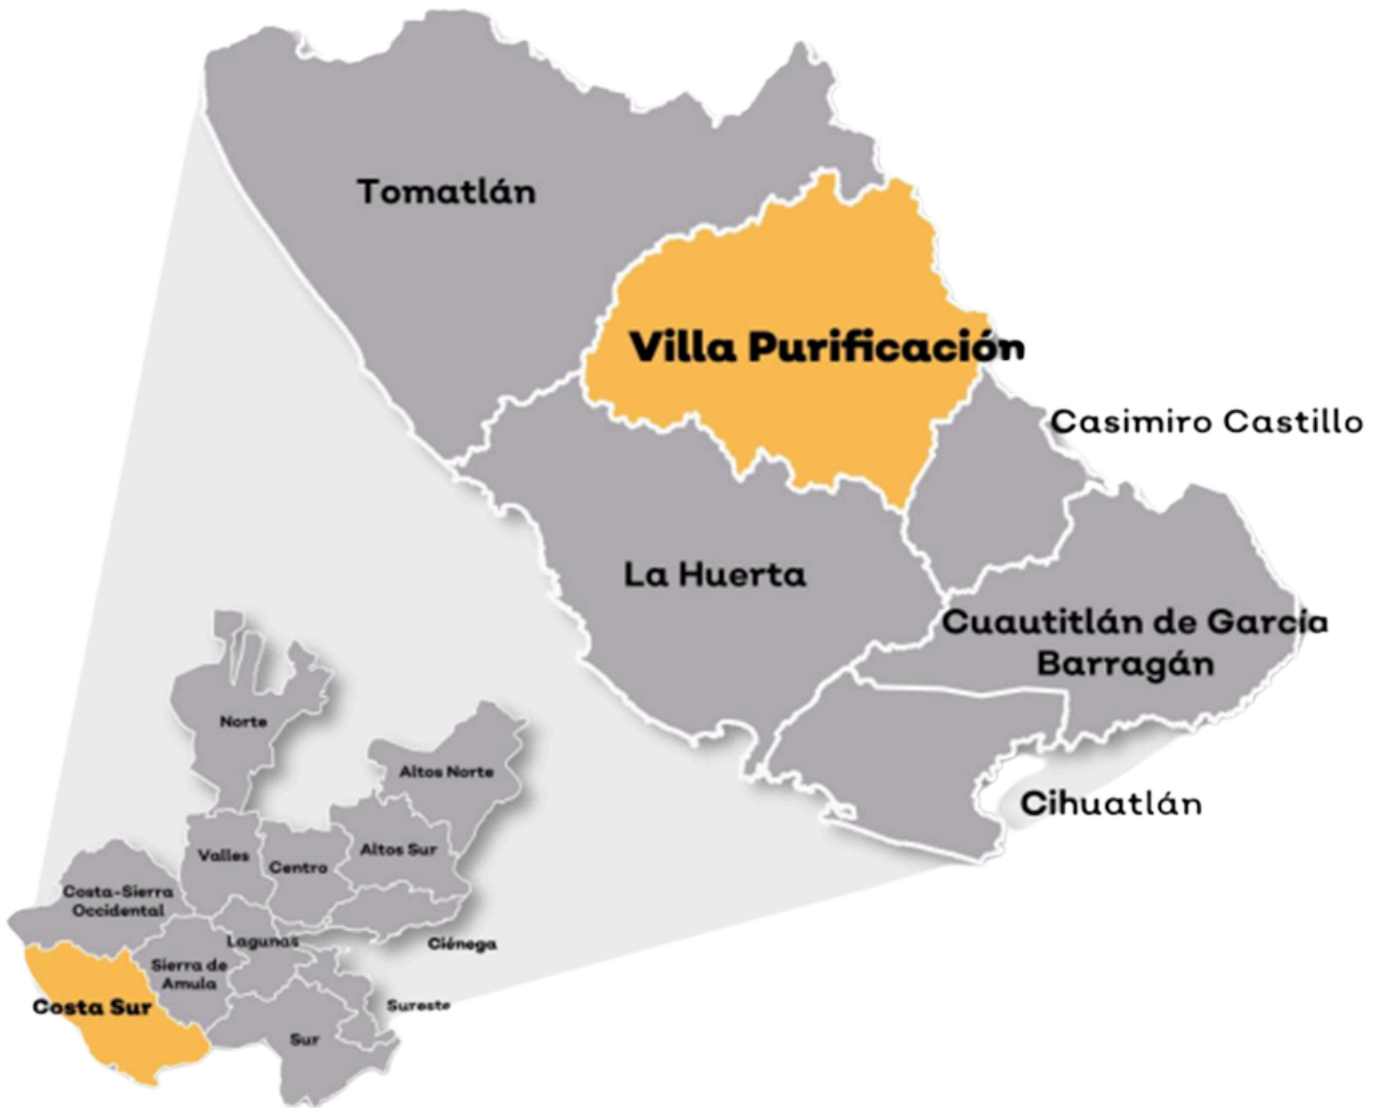 Tomatlán
Villa Purificación
Casimiro Castillo
La Huerta
Cuautitlán de García
Barragán
Cihuatlán
Norte
Altos Norte
Valles
Centro
Altos Sur
Costa-Sierra
Occidental
Lagunas
Ciénega
Sierra de
Amula
Costa Sur
Sureste
Sur